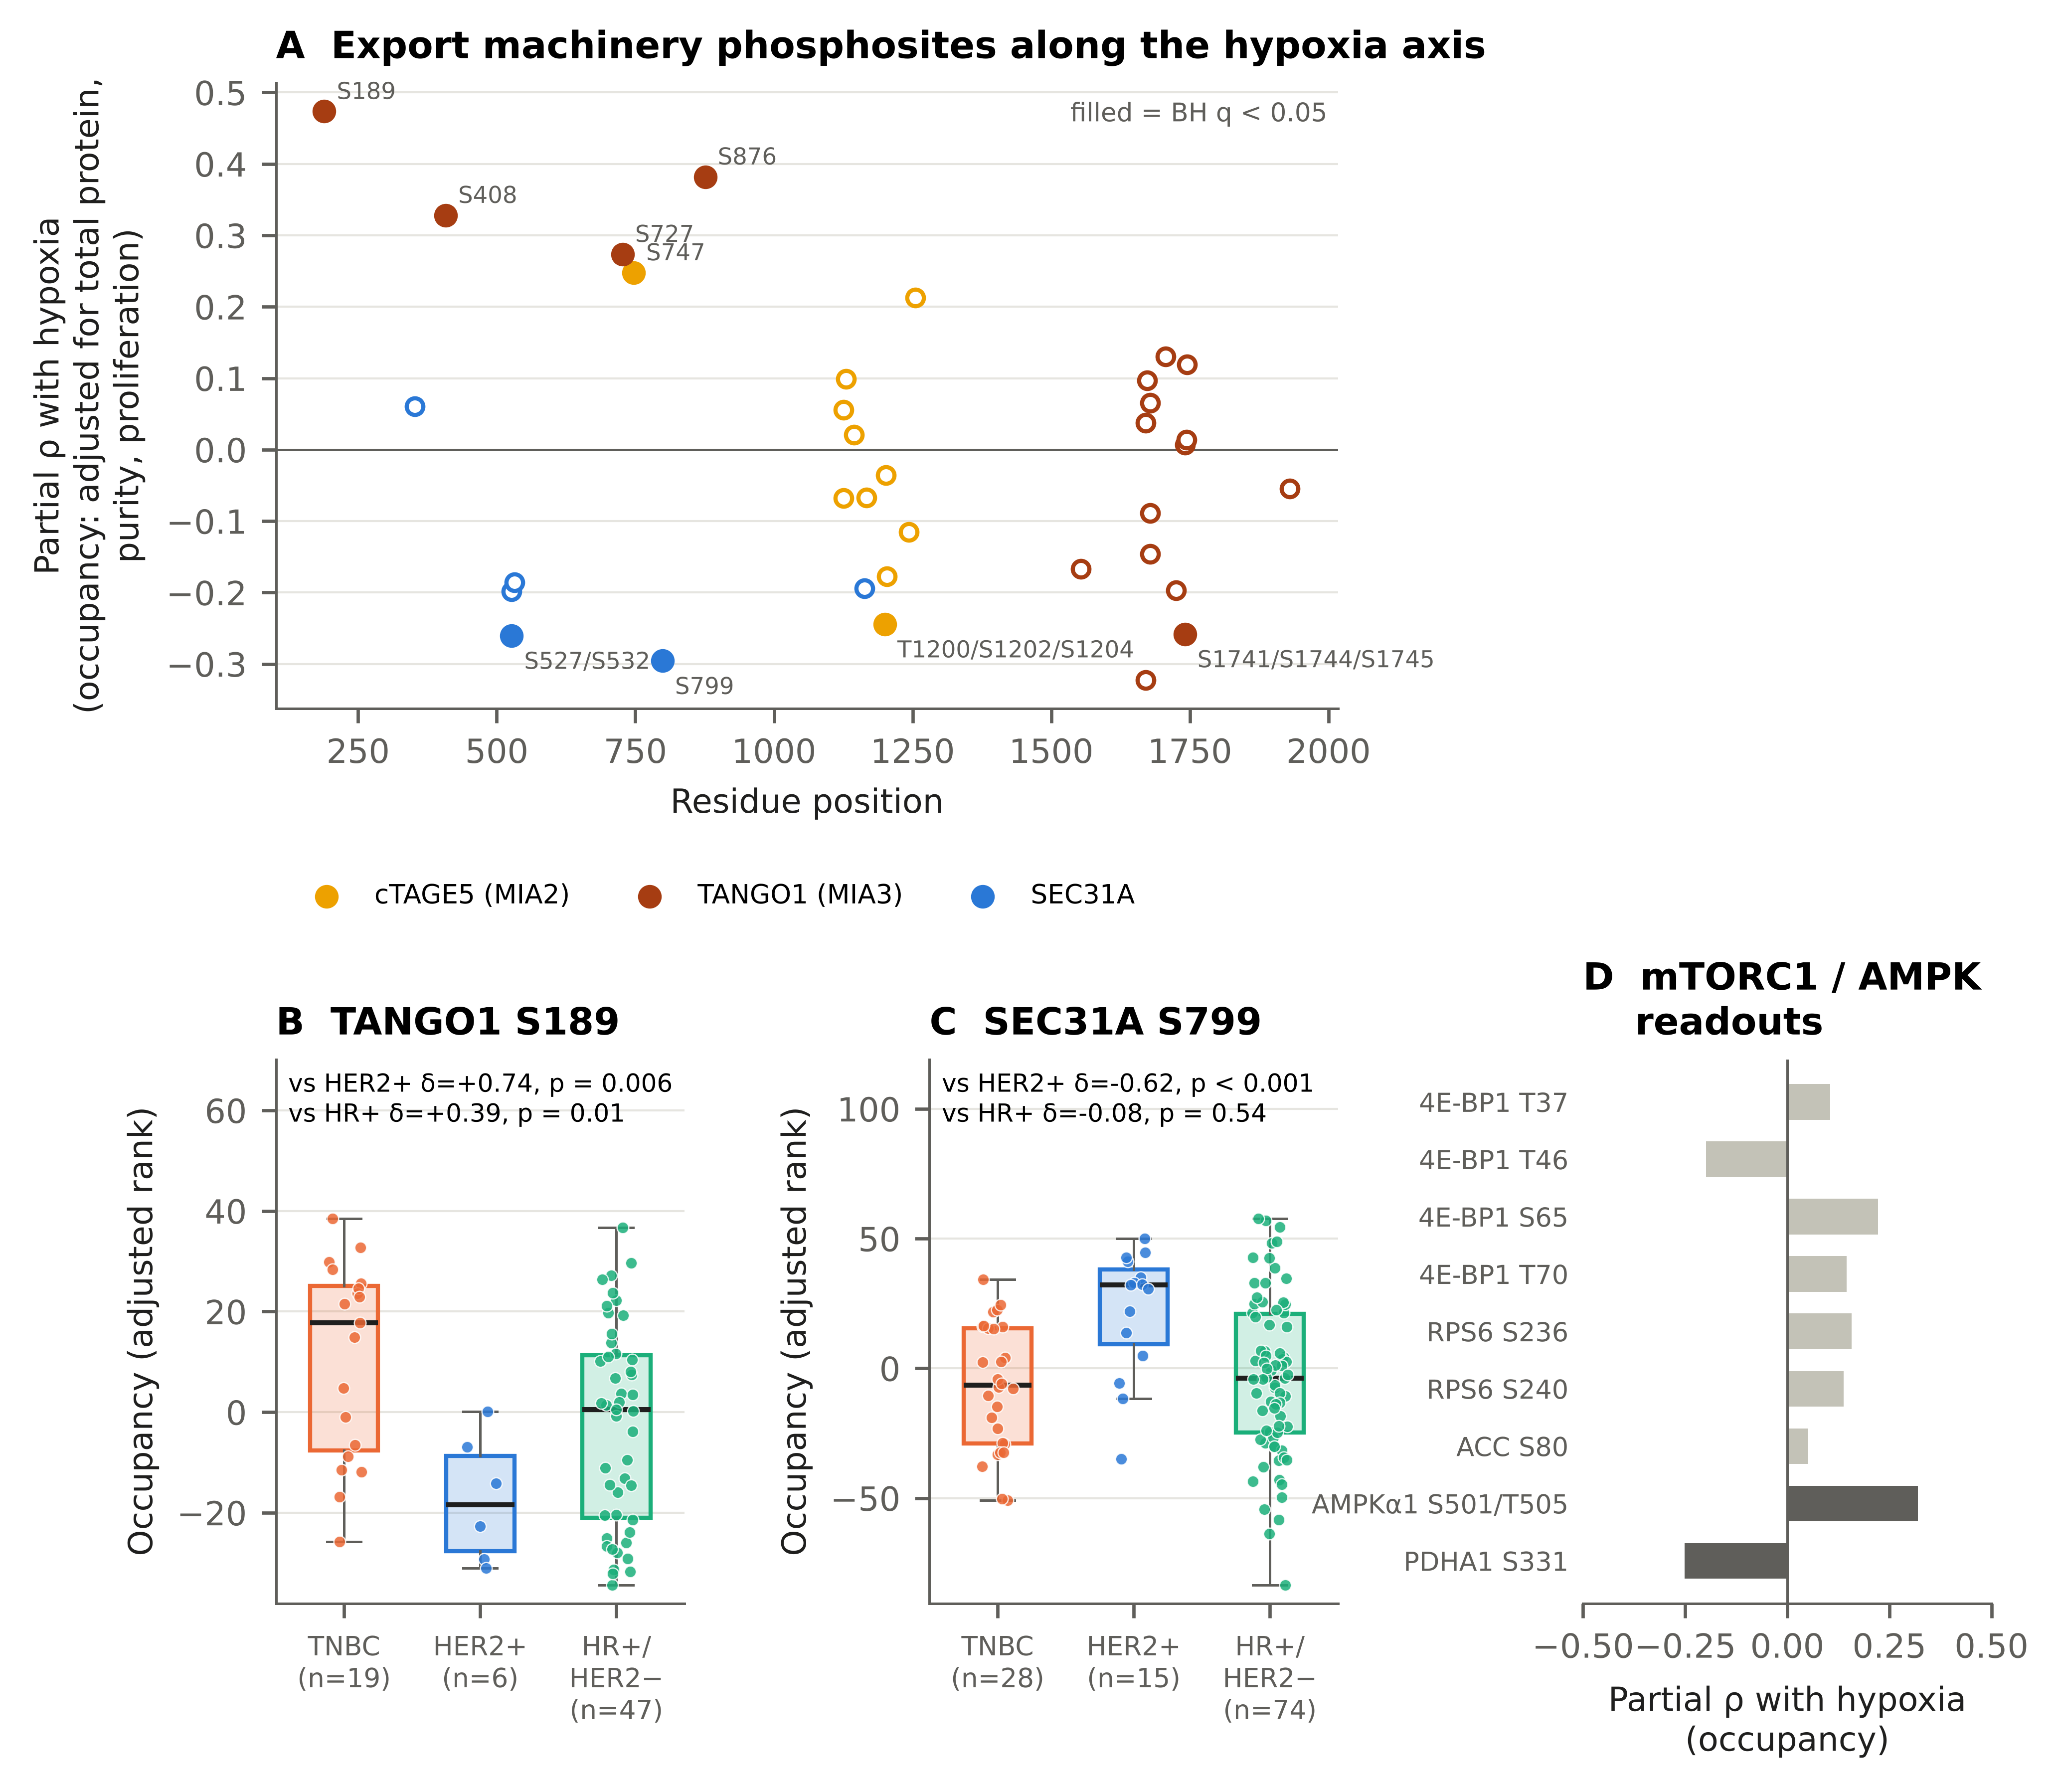 A Export machinery phosphosites along the hypoxia axis
Partial ρ with hypoxia
(occupancy: adjusted for total protein,
purity, proliferation)
0.5
0.4
0.3
0.2
0.1
0.0
−0.1
−0.2
−0.3
filled = BH q < 0.05
S189
S876
S408
S727
S747
T1200/S1202/S1204
S527/S532
S799
S1741/S1744/S1745
250
500
750
1000
1250
1500
1750
2000
Residue position
cTAGE5 (MIA2)
TANGO1 (MIA3)
SEC31A
B TANGO1 S189
vs HER2+ δ=+0.74, p = 0.006
vs HR+ δ=+0.39, p = 0.01
Occupancy (adjusted rank)
60
40
20
0
−20
TNBC
(n=19)
HER2+
(n=6)
HR+/
HER2−
(n=47)
C SEC31A S799
vs HER2+ δ=-0.62, p < 0.001
vs HR+ δ=-0.08, p = 0.54
Occupancy (adjusted rank)
100
50
0
−50
TNBC
(n=28)
HER2+
(n=15)
HR+/
HER2−
(n=74)
D mTORC1 / AMPK
readouts
4E-BP1 T37
4E-BP1 T46
4E-BP1 S65
4E-BP1 T70
RPS6 S236
RPS6 S240
ACC S80
AMPKα1 S501/T505
PDHA1 S331
−0.50
−0.25
0.00
0.25
0.50
Partial ρ with hypoxia
(occupancy)